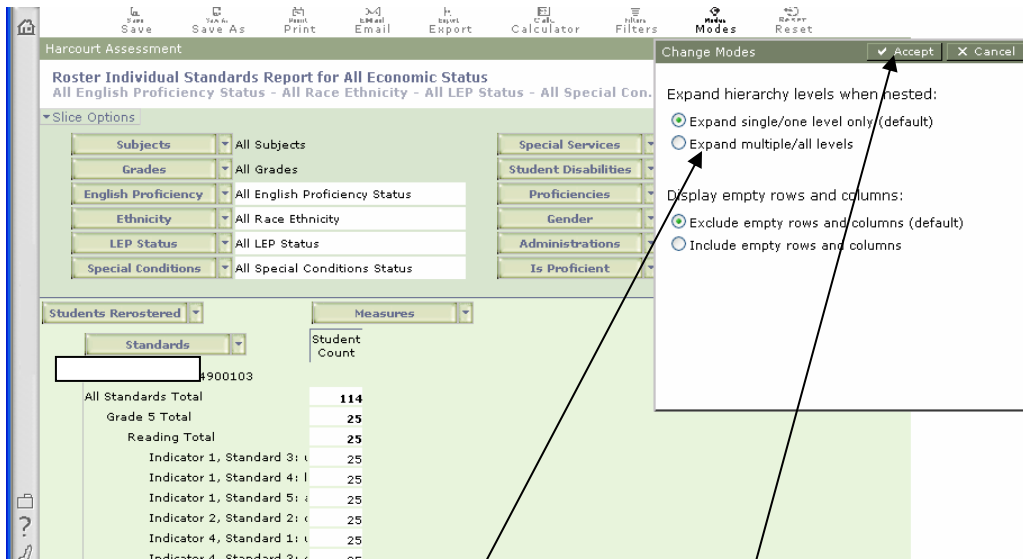 Save Save As Print Email Export Calculator Filters Modes Reset
Harcourt Assessment
Change Modes Accept X Cancel
Roster Individual Standards Report for All Economic Status
All English Proficiency Status - All Race Ethnicity - All LEP Status - All Special Con.
Expand hierarchy levels when nested:
Expand single/one level only (default)
Expand multiple/all levels
Display empty rows and columns:
Exclude empty rows and columns (default)
Include empty rows and columns
Slice Options
Subjects All Subjects Special Services
Grades All Grades Student Disabilities
English Proficiency All English Proficiency Status Proficiencies
Ethnicity All Race Ethnicity Gender
LEP Status All LEP Status Administrations
Special Conditions All Special Conditions Status Is Proficient
Students Rerostered Measures
Standards Student
Count
4900103
All Standards Total 114
Grade 5 Total 25
Reading Total 25
Indicator 1, Standard 3: 25
Indicator 1, Standard 4: 25
Indicator 1, Standard 5: 25
Indicator 2, Standard 2: 25
Indicator 4, Standard 1: 25
Indicator 4, Standard 3: 25
?